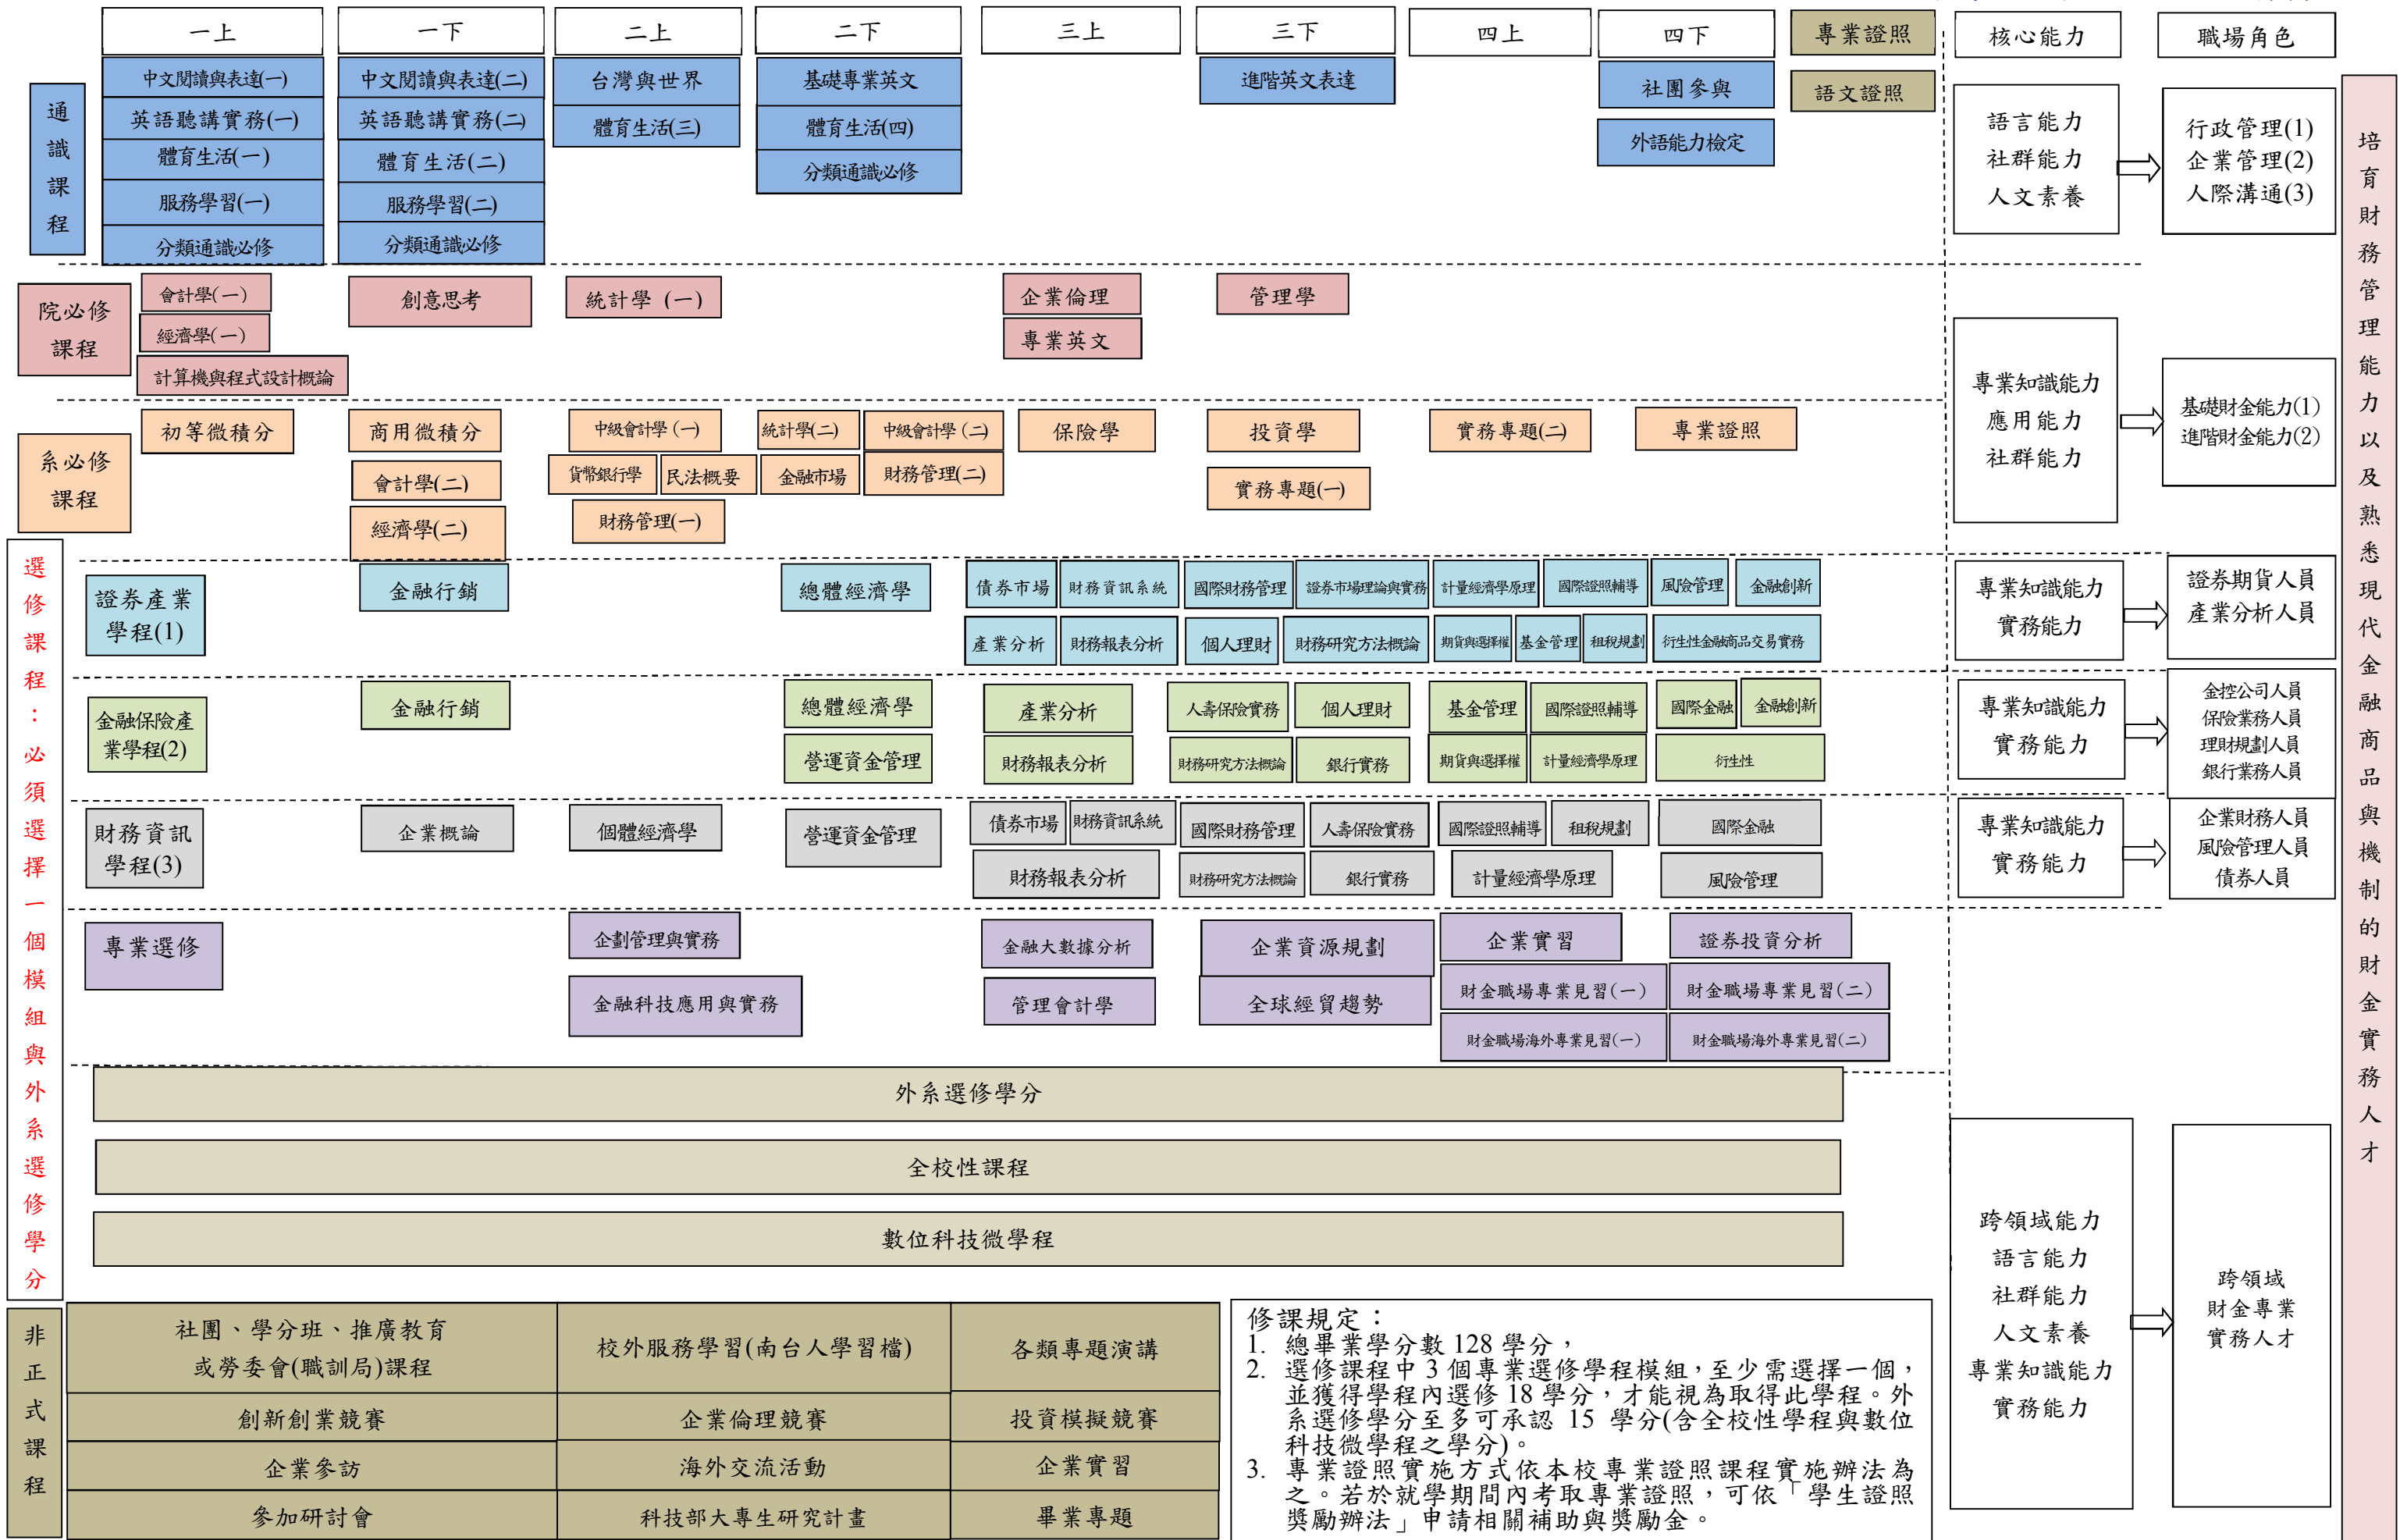 一上
一下
二上
二下
三上
三下
四上
四下
專業證照
核心能力
職場角色
通識課程
中文閱讀與表達(一)
英語聽講實務(一)
體育生活(一)
服務學習(一)
分類通識必修
中文閱讀與表達(二)
英語聽講實務(二)
體育生活(二)
服務學習(二)
分類通識必修
台灣與世界
體育生活(三)
基礎專業英文
體育生活(四)
分類通識必修
進階英文表達
社團參與
外語能力檢定
語文證照
語言能力
社群能力
人文素養
行政管理(1)
企業管理(2)
人際溝通(3)
院必修
課程
會計學(一)
經濟學(一)
計算機與程式設計概論
創意思考
統計學 (一)
企業倫理
專業英文
管理學
系必修
課程
初等微積分
商用微積分
會計學(二)
經濟學(二)
中級會計學(一)
貨幣銀行學
民法概要
財務管理(一)
統計學(二)
中級會計學(二)
金融市場
財務管理(二)
保險學
投資學
實務專題(一)
實務專題(二)
專業證照
專業知識能力
應用能力
社群能力
基礎財金能力(1)
進階財金能力(2)
選修課程：必須選擇一個模組與外系選修學分
證券產業
學程(1)
金融行銷
總體經濟學
債券市場
財務資訊系統
國際財務管理
證券市場理論與實務
計量經濟學原理
國際證照輔導
風險管理
金融創新
產業分析
財務報表分析
個人理財
財務研究方法概論
期貨與選擇權
基金管理
租稅規劃
衍生性金融商品交易實務
專業知識能力
實務能力
證券期貨人員
產業分析人員
金融保險產
業學程(2)
金融行銷
總體經濟學
營運資金管理
產業分析
財務報表分析
人壽保險實務
個人理財
財務研究方法概論
銀行實務
基金管理
國際證照輔導
期貨與選擇權
計量經濟學原理
國際金融
金融創新
衍生性
專業知識能力
實務能力
金控公司人員
保險業務人員
理財規劃人員
銀行業務人員
財務資訊
學程(3)
企業概論
個體經濟學
營運資金管理
債券市場
財務資訊系統
財務報表分析
國際財務管理
人壽保險實務
財務研究方法概論
銀行實務
國際證照輔導
租稅規劃
計量經濟學原理
國際金融
風險管理
專業知識能力
實務能力
企業財務人員
風險管理人員
債券人員
專業選修
企劃管理與實務
金融科技應用與實務
金融大數據分析
管理會計學
企業資源規劃
全球經貿趨勢
企業實習
財金職場專業見習(一)
財金職場海外專業見習(一)
證券投資分析
財金職場專業見習(二)
財金職場海外專業見習(二)
外系選修學分
全校性課程
數位科技微學程
跨領域能力
語言能力
社群能力
人文素養
專業知識能力
實務能力
跨領域
財金專業
實務人才
培育財務管理能力以及熟悉現代金融商品與機制的財金實務人才
非正式課程
社團、學分班、推廣教育
或勞委會(職訓局)課程
校外服務學習(南台人學習檔)
各類專題演講
創新創業競賽
企業倫理競賽
投資模擬競賽
企業參訪
海外交流活動
企業實習
參加研討會
科技部大專生研究計畫
畢業專題
修課規定：
1. 總畢業學分數 128 學分，
2. 選修課程中 3 個專業選修學程模組，至少需選擇一個，
並獲得學程內選修 18 學分，才能視為取得此學程。外
系選修學分至多可承認 15 學分(含全校性學程與數位
科技微學程之學分)。
3. 專業證照實施方式依本校專業證照課程實施辦法為
之。若於就學期間內考取專業證照，可依「學生證照
獎勵辦法」申請相關補助與獎勵金。